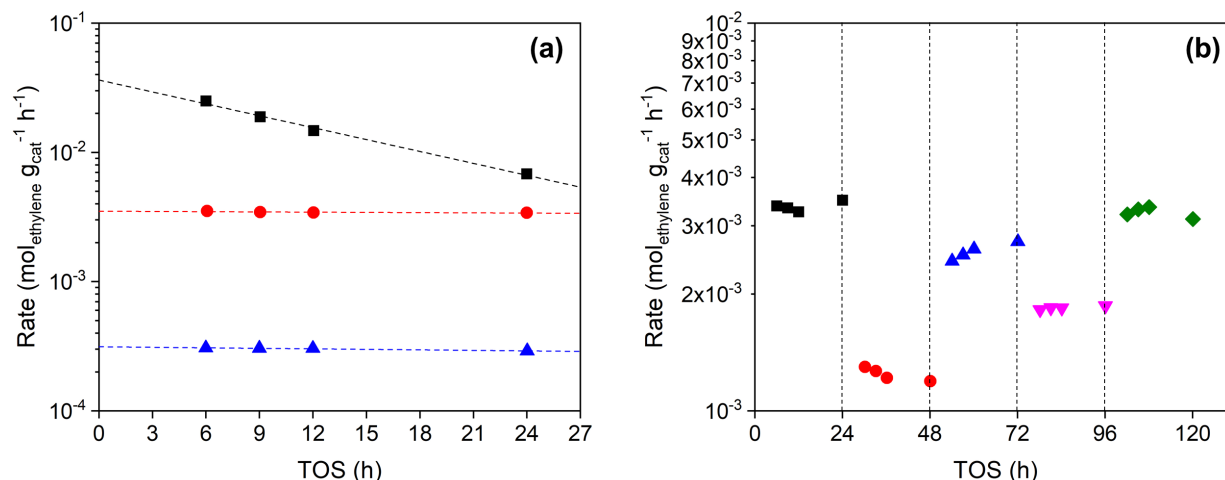 (a)
Rate (mol_ethylene g_cat^-1 h^-1)
10^-1
10^-2
10^-3
10^-4
0 3 6 9 12 15 18 21 24 27
TOS (h)
(b)
Rate (mol_ethylene g_cat^-1 h^-1)
10^-2
9x10^-3
8x10^-3
7x10^-3
6x10^-3
5x10^-3
4x10^-3
3x10^-3
2x10^-3
10^-3
0 24 48 72 96 120
TOS (h)